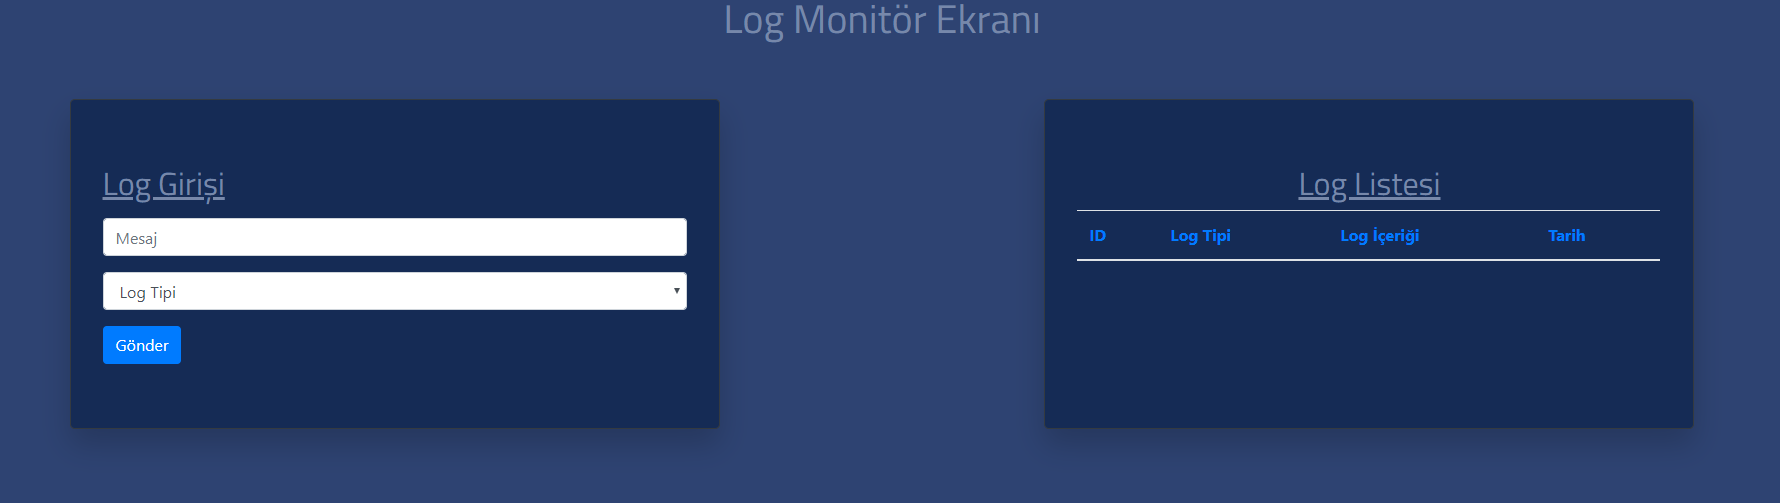 Log Monitör Ekranı
Log Girişi
Mesaj
Log Tipi
Gönder
Log Listesi
ID Log Tipi Log İçeriği Tarih